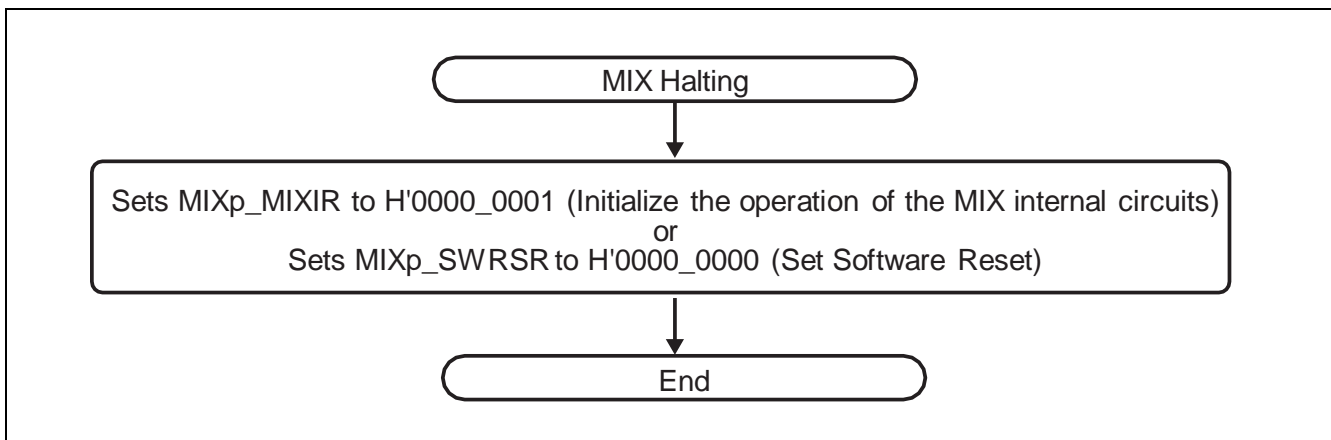 MIX Halting
Sets MIXp_MIXIR to H'0000_0001 (Initialize the operation of the MIX internal circuits)
or
Sets MIXp_SWRSR to H'0000_0000 (Set Software Reset)
End